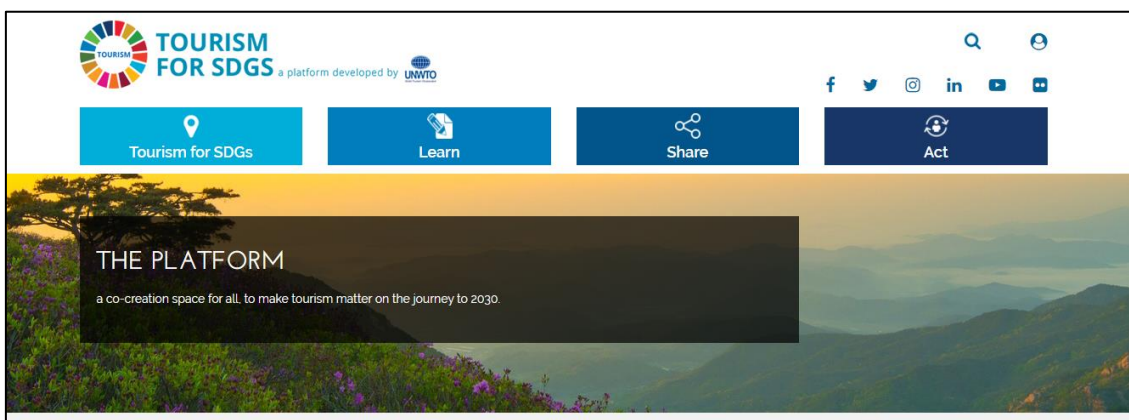 TOURISM
TOURISM
FOR SDGS a platform developed by UNWTO
Tourism for SDGs
Learn
Share
Act
THE PLATFORM
a co-creation space for all, to make tourism matter on the journey to 2030.